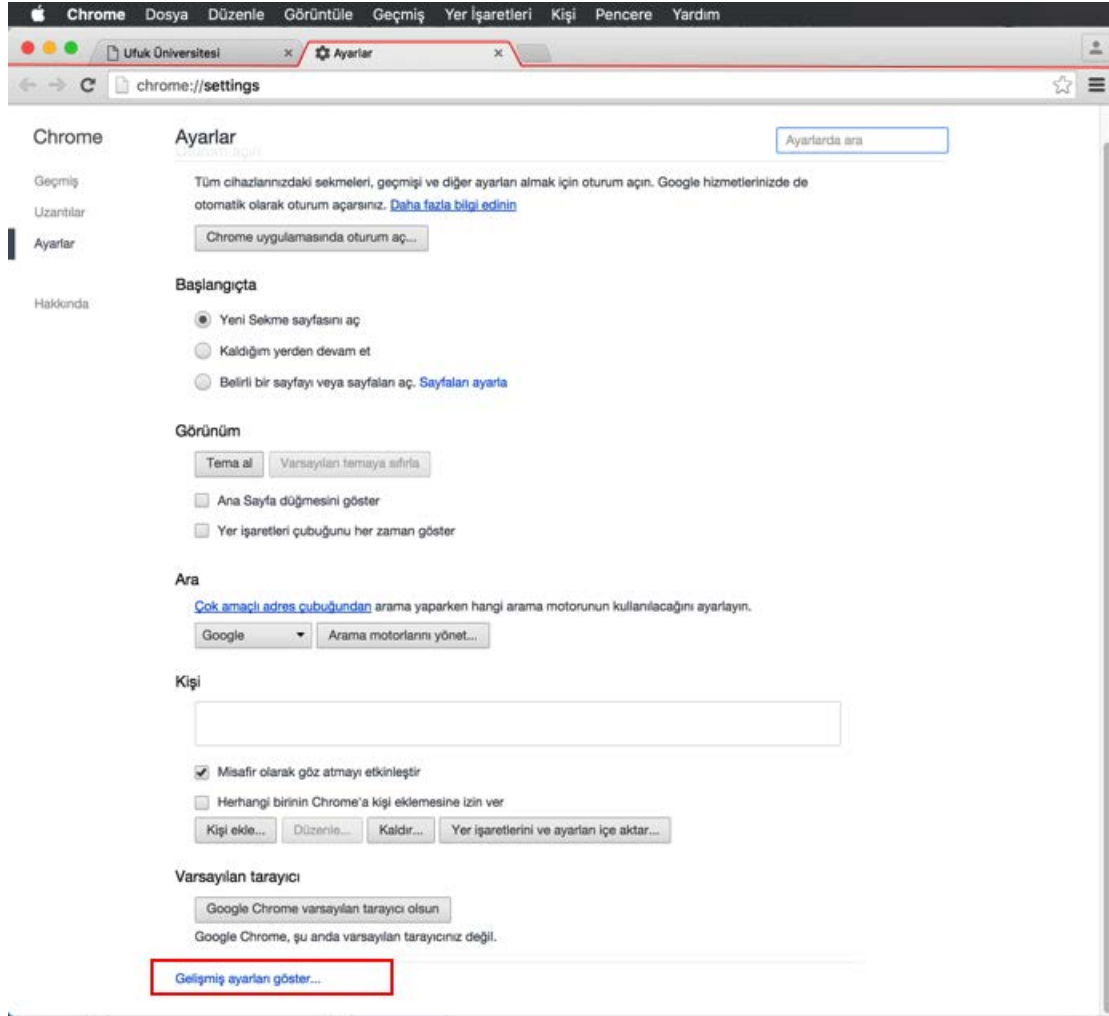 Chrome Dosya Düzenle Görüntüle Geçmiş Yer İşaretleri Kişi Pencere Yardım
Ufuk Üniversitesi × Ayarlar ×
chrome://settings
Chrome
Ayarlar
Ayarlarda ara
Oturum açın
Geçmiş
Uzantılar
Ayarlar
Hakkında
Tüm cihazlarınızdaki sekmeleri, geçmişi ve diğer ayarları almak için oturum açın. Google hizmetlerinizde de
otomatik olarak oturum açarsınız. Daha fazla bilgi edinin
Chrome uygulamasında oturum aç...
Başlangıçta
Yeni Sekme sayfasını aç
Kaldığım yerden devam et
Belirli bir sayfayı veya sayfaları aç. Sayfaları ayarla
Görünüm
Tema al Varsayılan temaya sıfırla
Ana Sayfa düğmesini göster
Yer işaretleri çubuğunu her zaman göster
Ara
Çok amaçlı adres çubuğundan arama yaparken hangi arama motorunun kullanılacağını ayarlayın.
Google Arama motorlarını yönet...
Kişi
Misafir olarak göz atmayı etkinleştir
Herhangi birinin Chrome'a kişi eklemesine izin ver
Kişi ekle... Düzenle... Kaldır... Yer işaretlerini ve ayarları içe aktar...
Varsayılan tarayıcı
Google Chrome varsayılan tarayıcı olsun
Google Chrome, şu anda varsayılan tarayıcınız değil.
Gelişmiş ayarları göster...